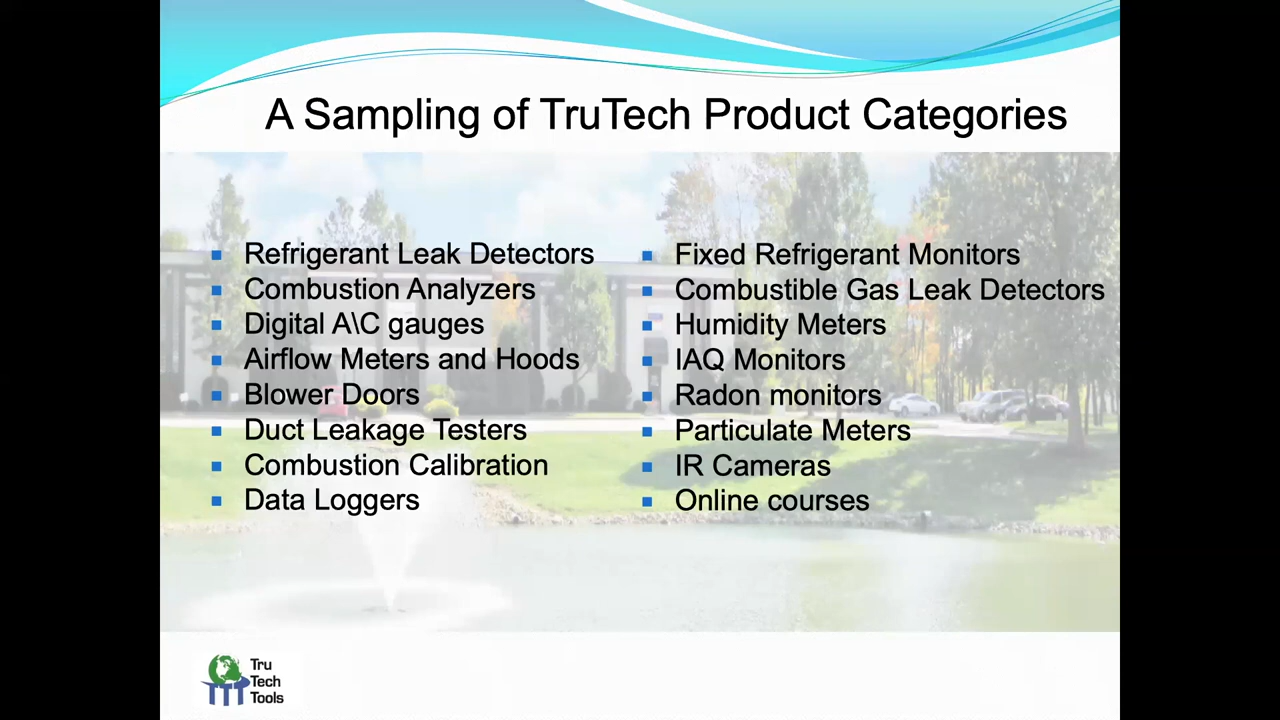 A Sampling of TruTech Product Categories
Refrigerant Leak Detectors
Combustion Analyzers
Digital A\C gauges
Airflow Meters and Hoods
Blower Doors
Duct Leakage Testers
Combustion Calibration
Data Loggers
Fixed Refrigerant Monitors
Combustible Gas Leak Detectors
Humidity Meters
IAQ Monitors
Radon monitors
Particulate Meters
IR Cameras
Online courses
Tru
Tech
Tools